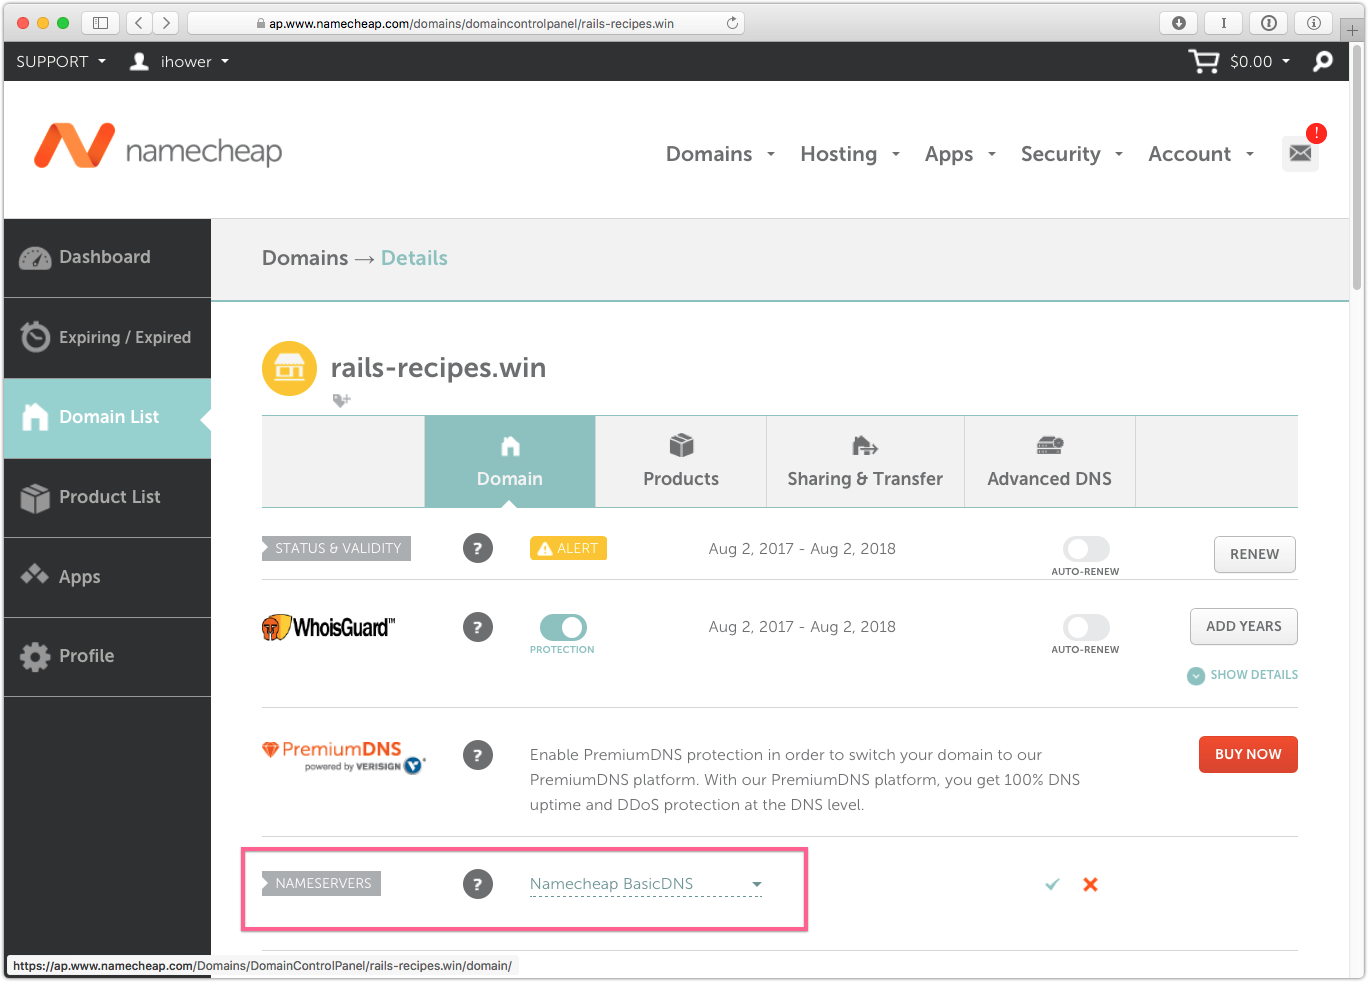 ap.www.namecheap.com/domains/domaincontrolpanel/rails-recipes.win
SUPPORT
ihower
$0.00
namecheap
Domains
Hosting
Apps
Security
Account
!
Dashboard
Expiring / Expired
Domain List
Product List
Apps
Profile
Domains → Details
rails-recipes.win
Domain
Products
Sharing & Transfer
Advanced DNS
STATUS & VALIDITY
?
ALERT
Aug 2, 2017 - Aug 2, 2018
AUTO-RENEW
RENEW
WhoisGuard™
?
PROTECTION
Aug 2, 2017 - Aug 2, 2018
AUTO-RENEW
ADD YEARS
SHOW DETAILS
PremiumDNS
powered by VERISIGN
?
Enable PremiumDNS protection in order to switch your domain to our
PremiumDNS platform. With our PremiumDNS platform, you get 100% DNS
uptime and DDoS protection at the DNS level.
BUY NOW
NAMESERVERS
?
Namecheap BasicDNS
https://ap.www.namecheap.com/Domains/DomainControlPanel/rails-recipes.win/domain/